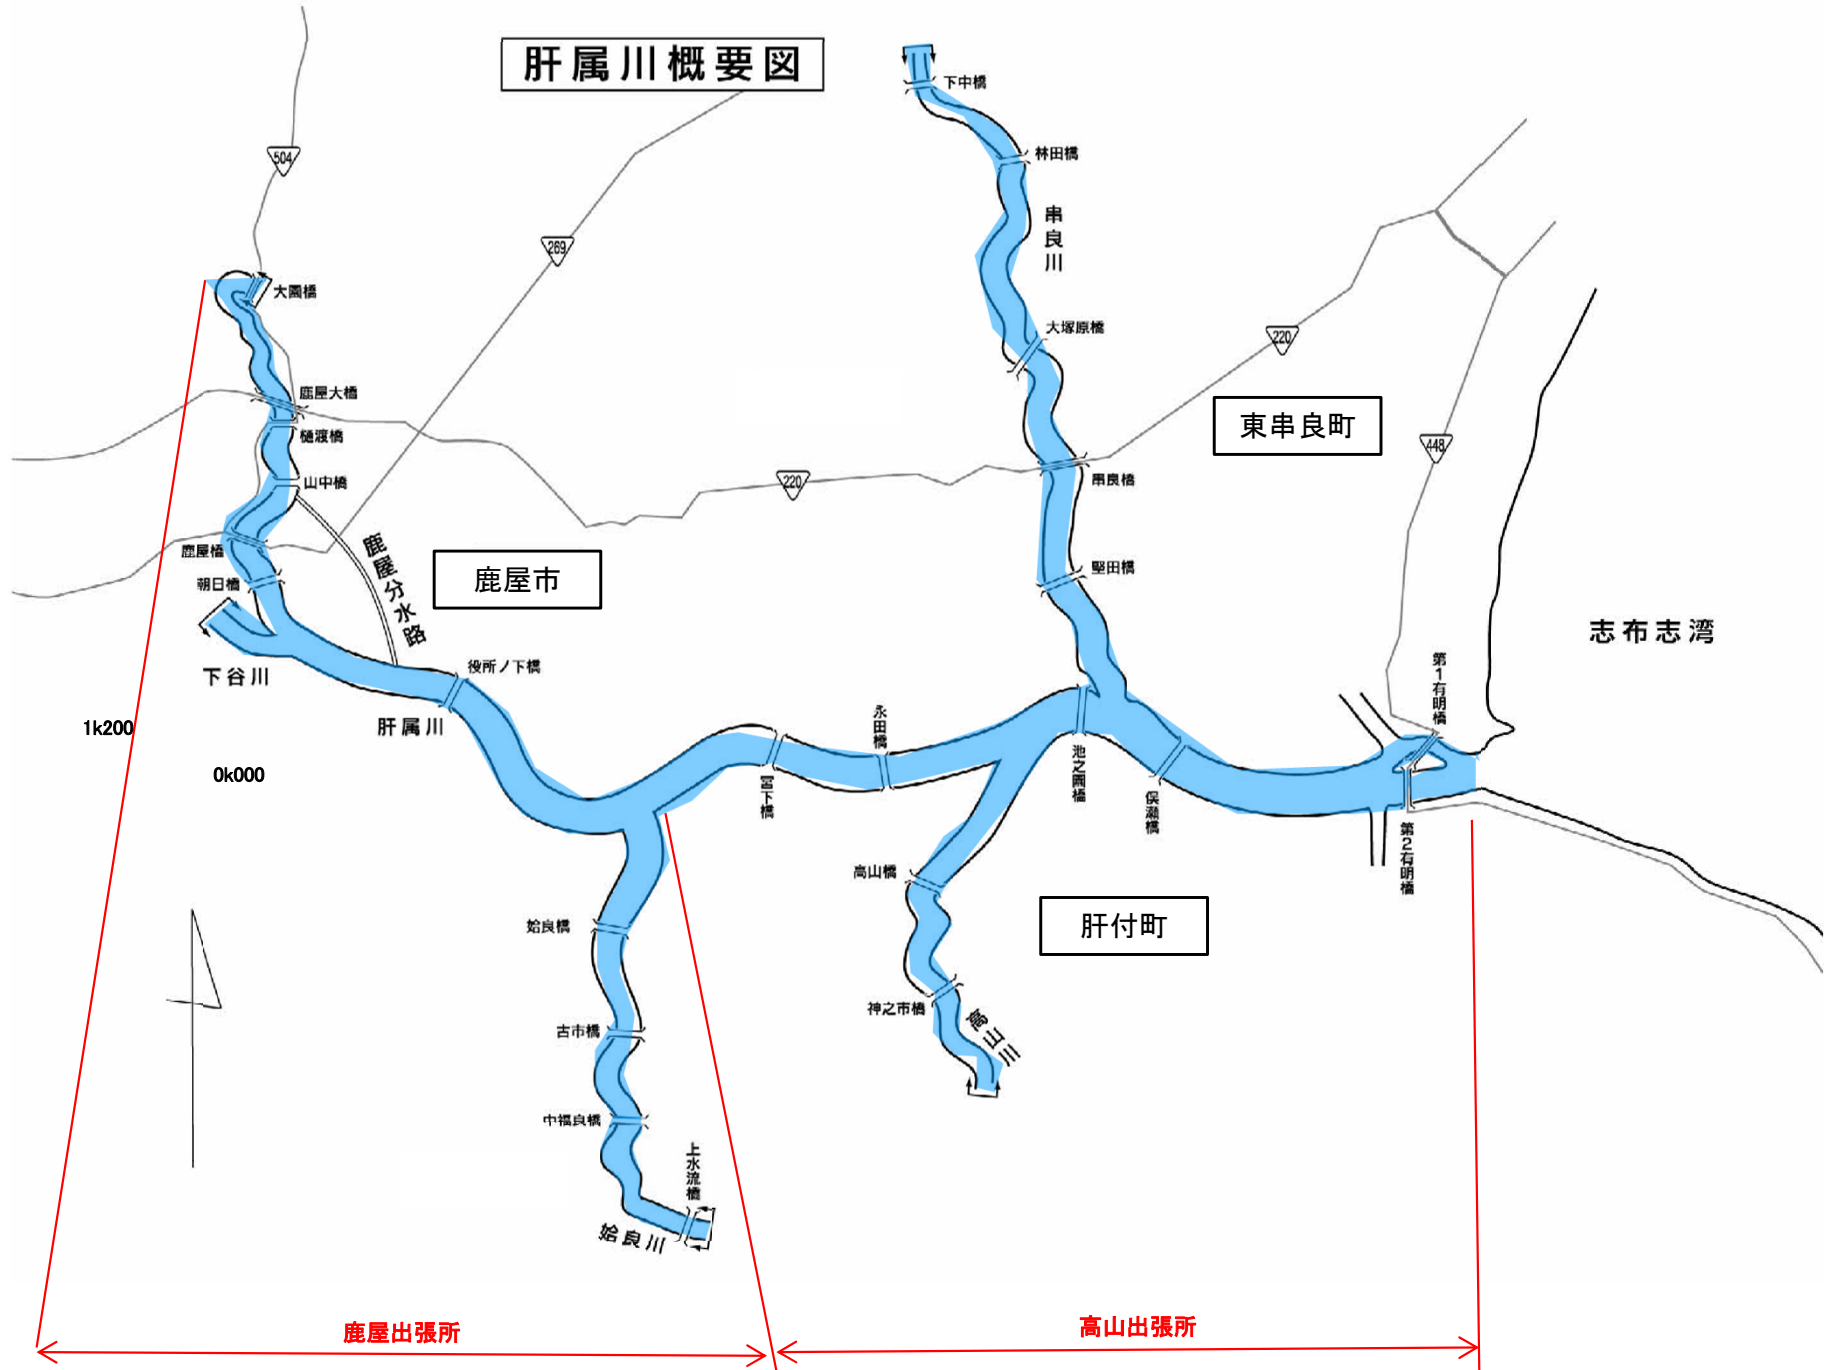 肝属川概要図
下中橋
林田橋
504
串良川
269
大園橋
大塚原橋
220
鹿屋大橋
東串良町
樋渡橋
448
山中橋
串良橋
220
鹿屋分水路
鹿屋橋
堅田橋
朝日橋
鹿屋市
志布志湾
下谷川
役所ノ下橋
第1有明橋
肝属川
永田橋
1k200
0k000
池之園橋
宮下橋
俣瀬橋
第2有明橋
高山橋
姶良橋
肝付町
神之市橋
高山川
古市橋
中福良橋
上水流橋
姶良川
鹿屋出張所
高山出張所